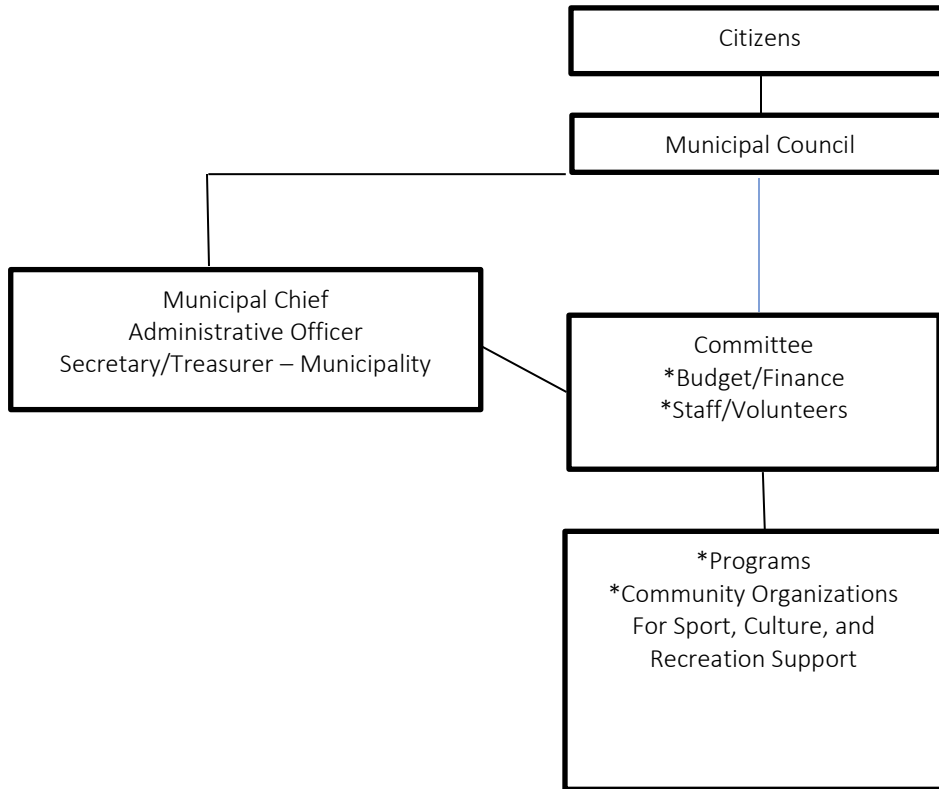 Citizens
Municipal Council
Municipal Chief
Administrative Officer
Secretary/Treasurer – Municipality
Committee
*Budget/Finance
*Staff/Volunteers
*Programs
*Community Organizations
For Sport, Culture, and
Recreation Support